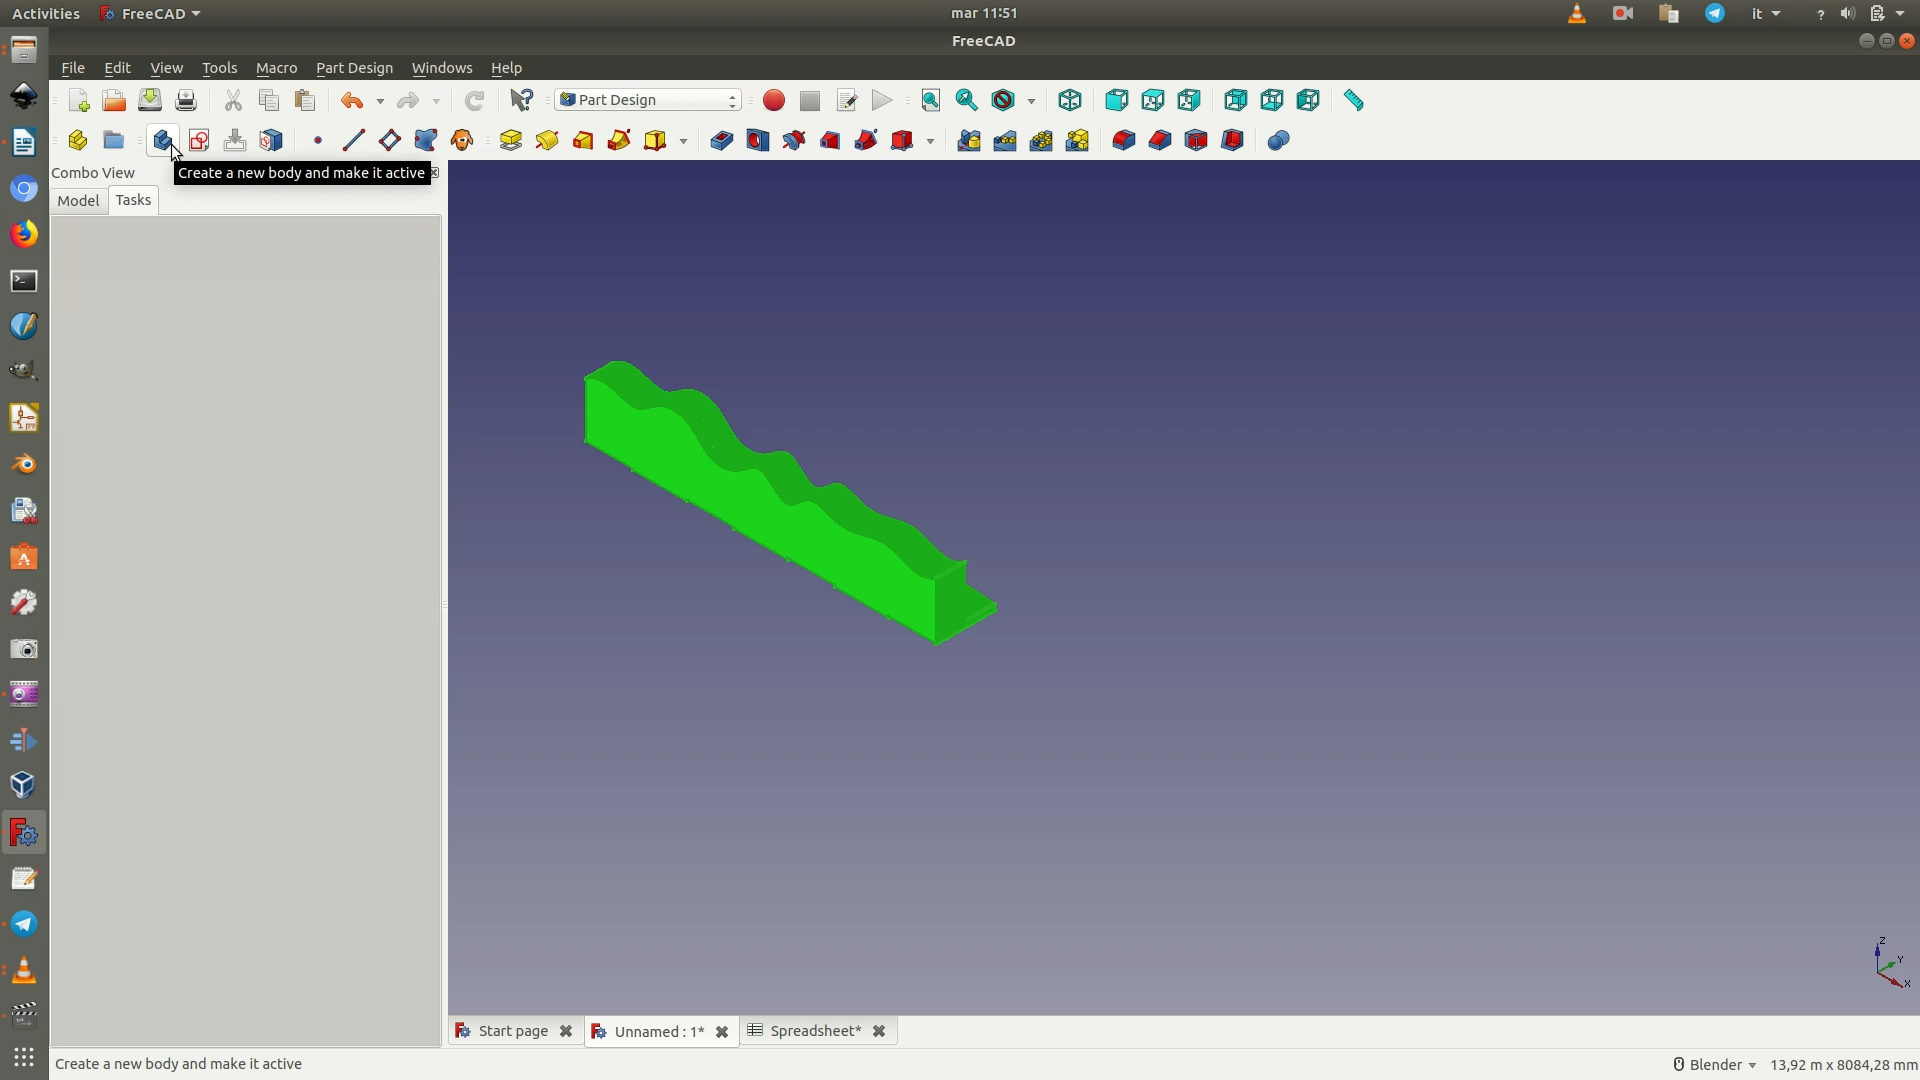 Activities FreeCAD mar 11:51 it ?
FreeCAD
File Edit View Tools Macro Part Design Windows Help
Part Design
Combo View Create a new body and make it active
Model Tasks
Z
Y
X
Start page Unnamed : 1* Spreadsheet*
Create a new body and make it active Blender 13,92 m x 8084,28 mm